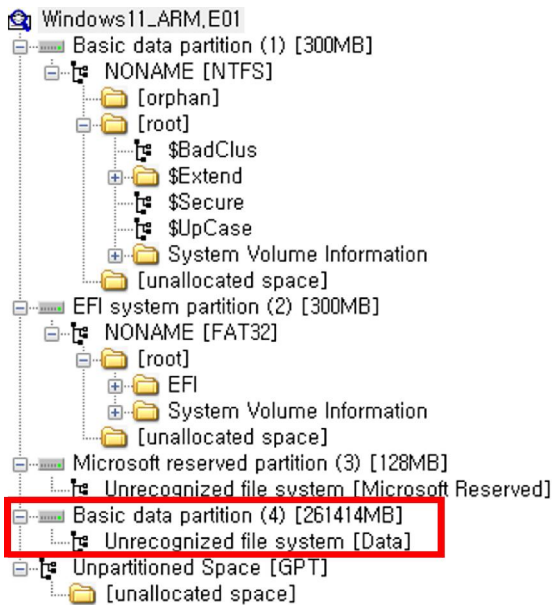 Windows11_ARM,E01
Basic data partition (1) [300MB]
NONAME [NTFS]
[orphan]
[root]
$BadClus
$Extend
$Secure
$UpCase
System Volume Information
[unallocated space]
EFI system partition (2) [300MB]
NONAME [FAT32]
[root]
EFI
System Volume Information
[unallocated space]
Microsoft reserved partition (3) [128MB]
Unrecognized file system [Microsoft Reserved]
Basic data partition (4) [261414MB]
Unrecognized file system [Data]
Unpartitioned Space [GPT]
[unallocated space]